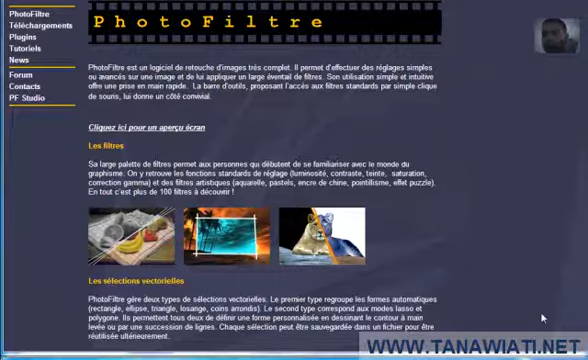 PhotoFiltre
Téléchargements
Plugins
Tutoriels
News
Forum
Contacts
PF Studio
PhotoFiltre
PhotoFiltre est un logiciel de retouche d'images très complet. Il permet d'effectuer des réglages simples
ou avancés sur une image et de lui appliquer un large éventail de filtres. Son utilisation simple et intuitive
offre une prise en main rapide. La barre d'outils, proposant l'accès aux filtres standards par simple clique
de souris, lui donne un côté convivial.
Cliquez ici pour un aperçu écran
Les filtres
Sa large palette de filtres permet aux personnes qui débutent de se familiariser avec le monde du
graphisme. On y retrouve les fonctions standards de réglage (luminosité, contraste, teinte, saturation,
correction gamma) et des filtres artistiques (aquarelle, pastels, encre de chine, pointillisme, effet puzzle).
En tout c'est plus de 100 filtres à découvrir !
Les sélections vectorielles
PhotoFiltre gère deux types de sélections vectorielles. Le premier type regroupe les formes automatiques
(rectangle, ellipse, triangle, losange, coins arrondis). Le second type correspond aux modes lasso et
polygone. Ils permettent tous deux de définir une forme personnalisée en dessinant le contour à main
levée ou par une succession de lignes. Chaque sélection peut être sauvegardée dans un fichier pour être
réutilisée ultérieurement.
WWW.TANAWIATI.NET